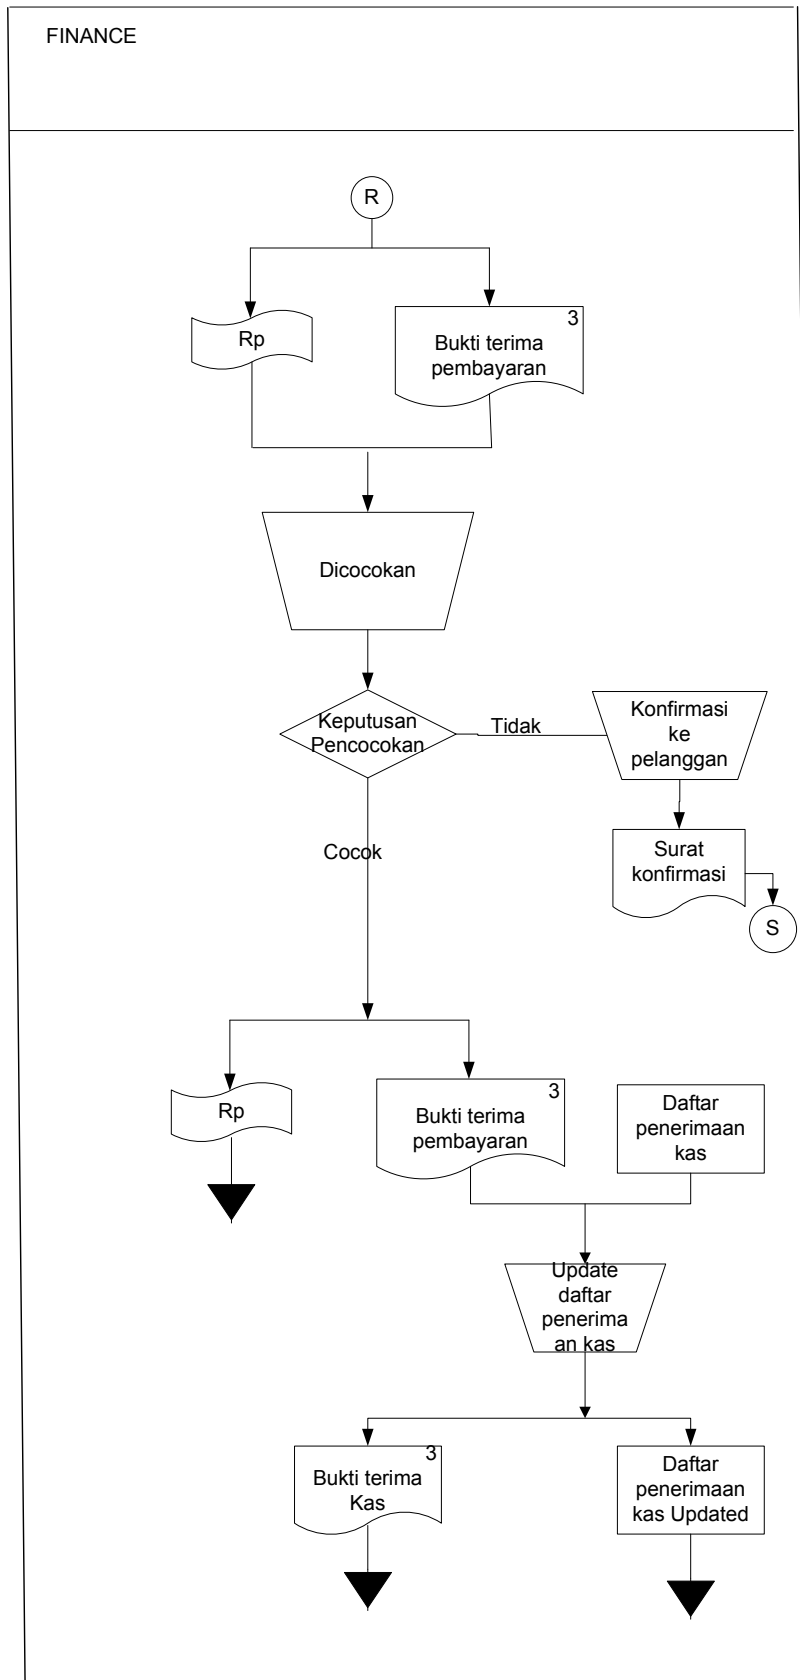 FINANCE
R
Rp
3
Bukti terima
pembayaran
Dicocokan
Keputusan
Pencocokan
Tidak
Konfirmasi
ke
pelanggan
Cocok
Surat
konfirmasi
S
Rp
3
Bukti terima
pembayaran
Daftar
penerimaan
kas
Update
daftar
penerima
an kas
3
Bukti terima
Kas
Daftar
penerimaan
kas Updated